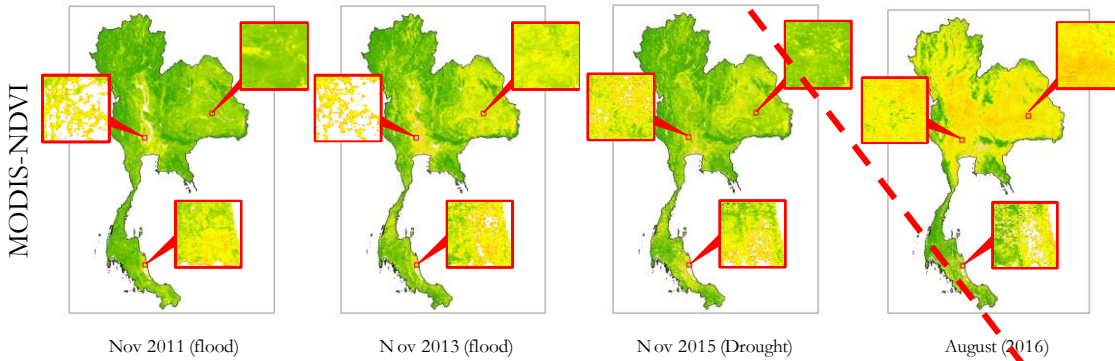 MODIS-NDVI
Nov 2011 (flood)
N ov 2013 (flood)
N ov 2015 (Drought)
August (2016)